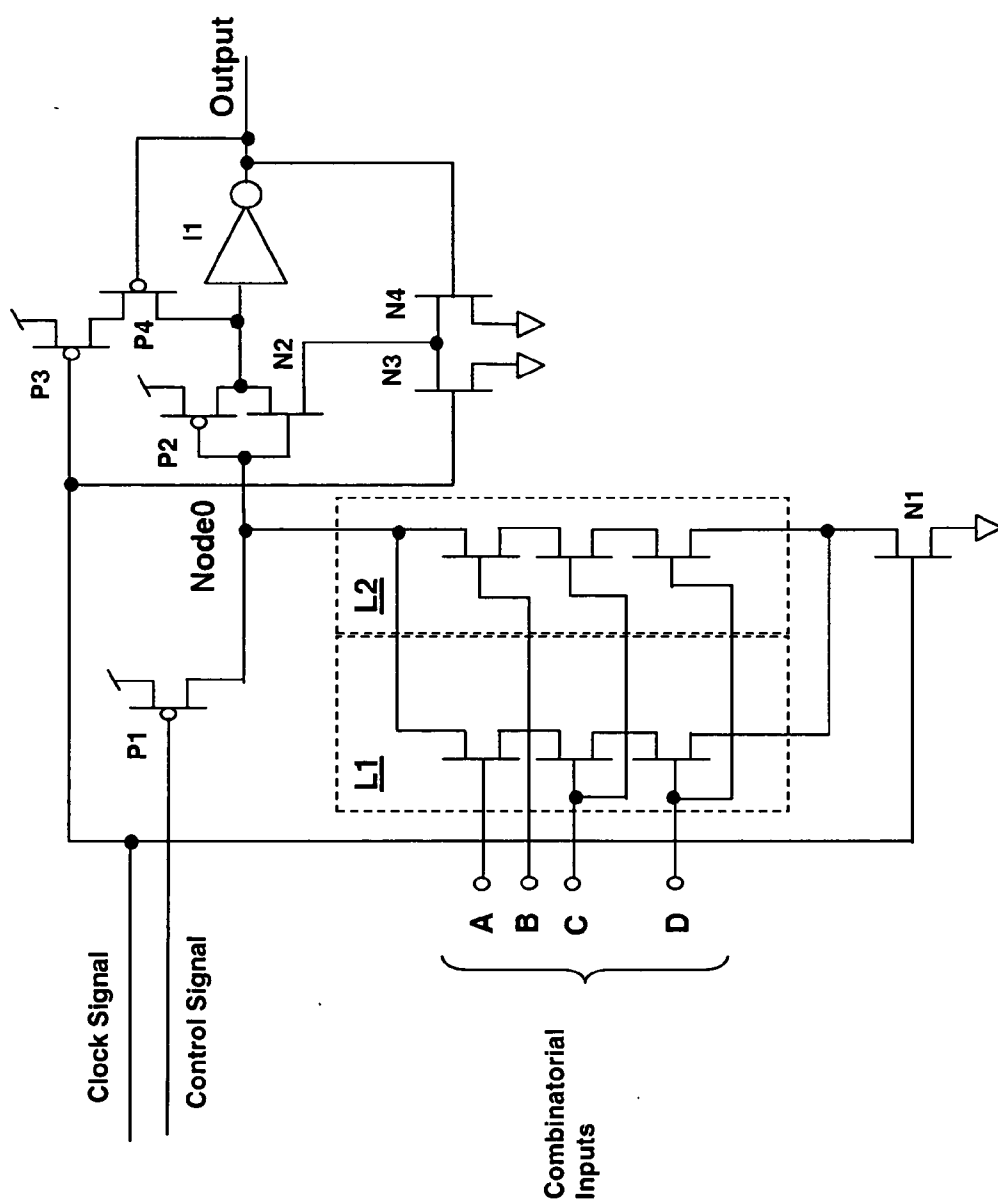 Clock Signal
Control Signal
Combinatorial
Inputs
A
B
C
D
P1
L1
L2
Node0
N1
P2
N2
P3
P4
N3
N4
I1
Output